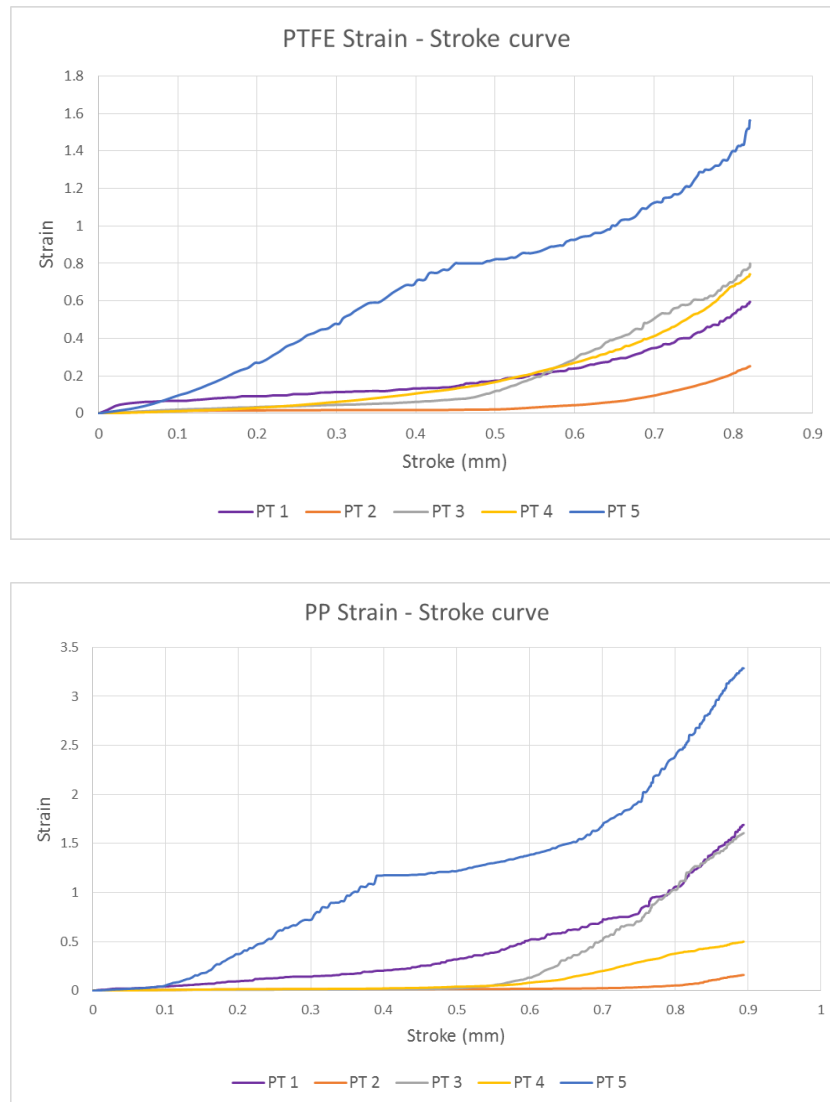 PTFE Strain - Stroke curve
1.8
1.6
1.4
1.2
1
0.8
0.6
0.4
0.2
0
Strain
0 0.1 0.2 0.3 0.4 0.5 0.6 0.7 0.8 0.9
Stroke (mm)
PT 1 PT 2 PT 3 PT 4 PT 5
PP Strain - Stroke curve
3.5
3
2.5
2
1.5
1
0.5
0
Strain
0 0.1 0.2 0.3 0.4 0.5 0.6 0.7 0.8 0.9 1
Stroke (mm)
PT 1 PT 2 PT 3 PT 4 PT 5